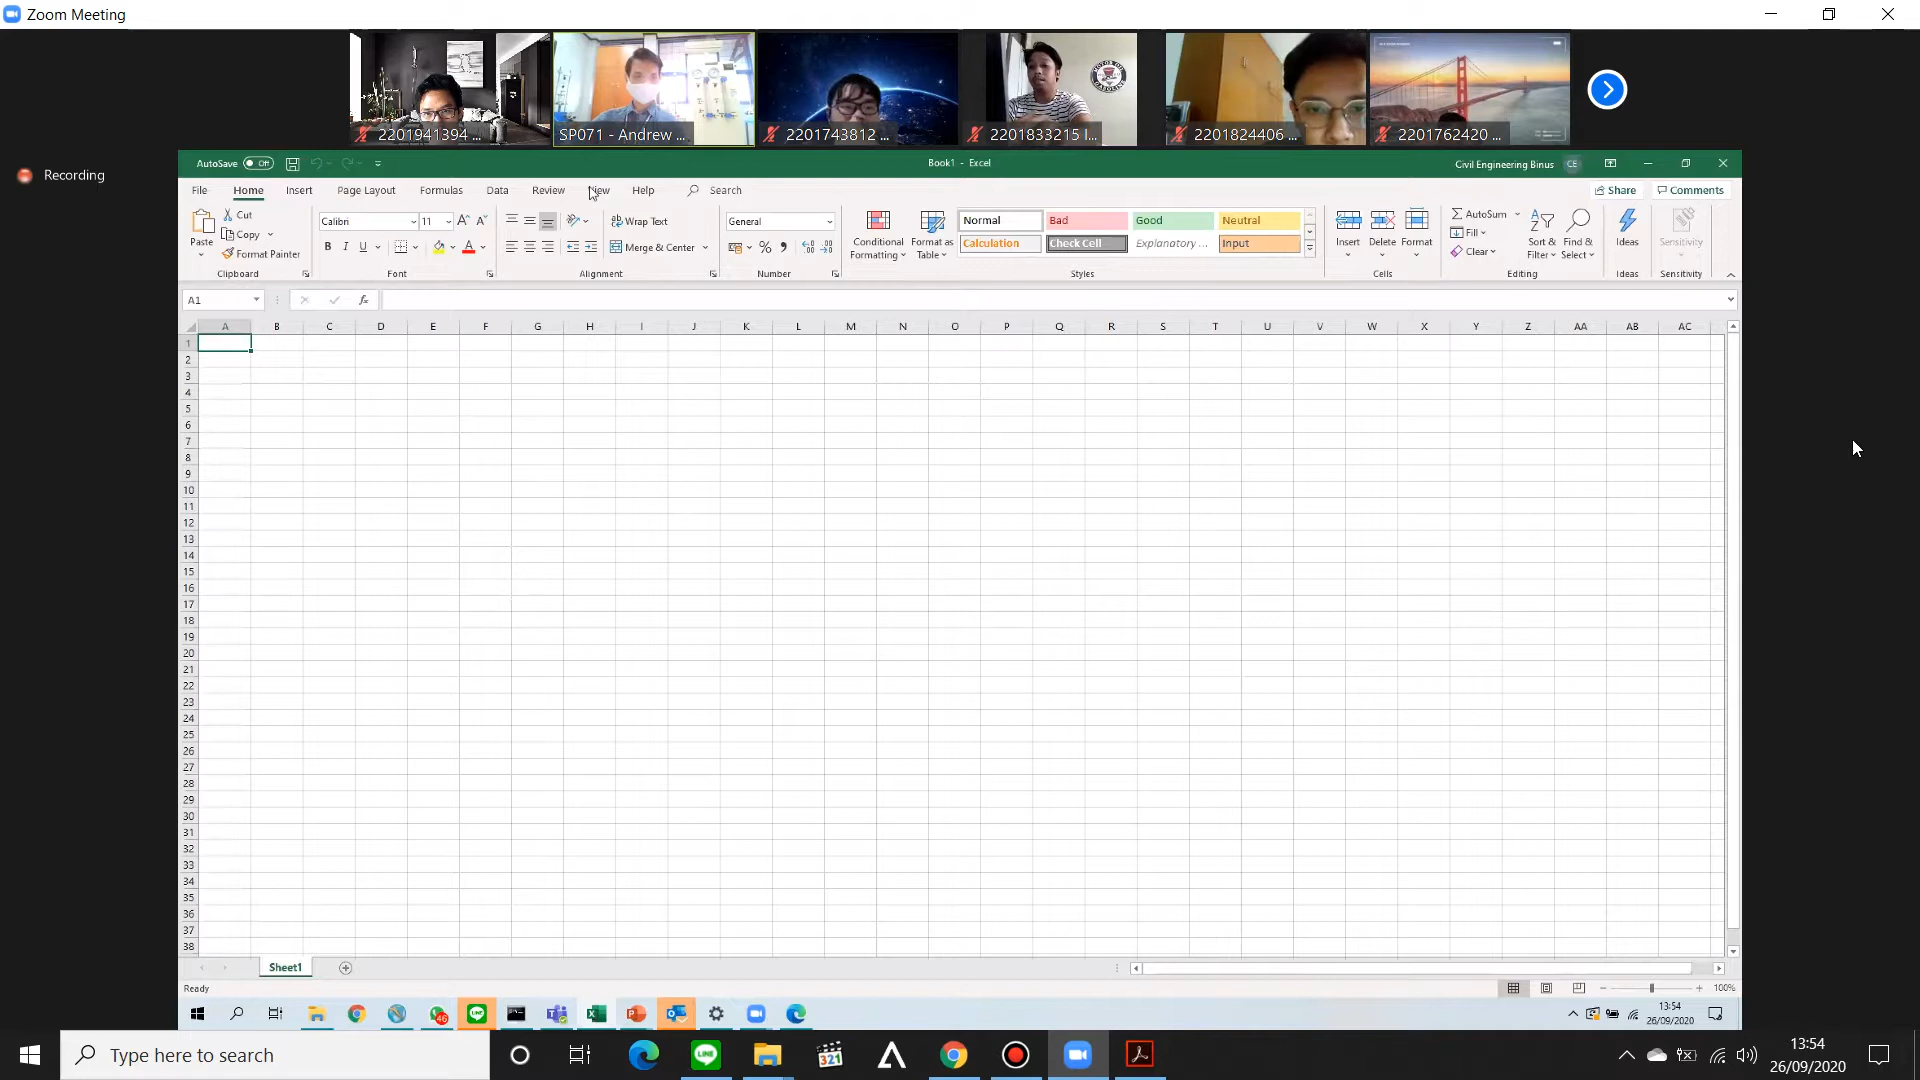 Zoom Meeting
2201941394 ...
SP071 - Andrew ...
2201743812 ...
2201833215 I...
2201824406 ...
2201762420 ...
Recording
AutoSave Off
Book1 - Excel
Civil Engineering Binus CE
File Home Insert Page Layout Formulas Data Review View Help Search
Share Comments
Paste
Cut
Copy
Format Painter
Clipboard
Calibri 11
B I U
Font
Wrap Text
Merge & Center
Alignment
General
Number
Conditional Formatting
Format as Table
Normal Bad Good Neutral
Calculation Check Cell Explanatory ... Input
Styles
Insert Delete Format
Cells
AutoSum
Fill
Clear
Sort & Filter
Find & Select
Editing
Ideas
Ideas
Sensitivity
Sensitivity
A1
fx
A B C D E F G H I J K L M N O P Q R S T U V W X Y Z AA AB AC
1
2
3
4
5
6
7
8
9
10
11
12
13
14
15
16
17
18
19
20
21
22
23
24
25
26
27
28
29
30
31
32
33
34
35
36
37
38
Sheet1
Ready
100%
46
13:54
26/09/2020
Type here to search
321
13:54
26/09/2020